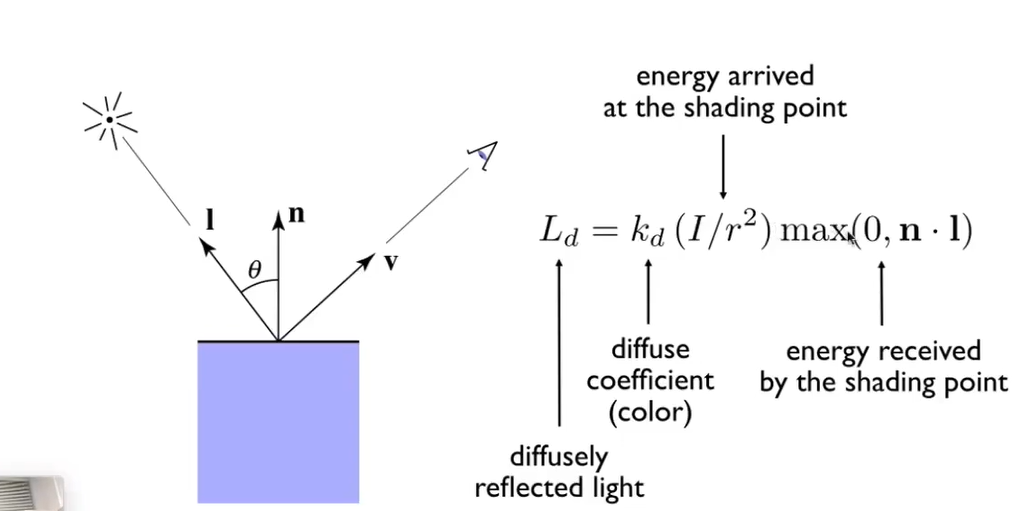 energy arrived
at the shading point
l
n
θ
v
L_d = k_d (I/r²) max(0, n · l)
diffuse
coefficient
(color)
energy received
by the shading point
diffusely
reflected light